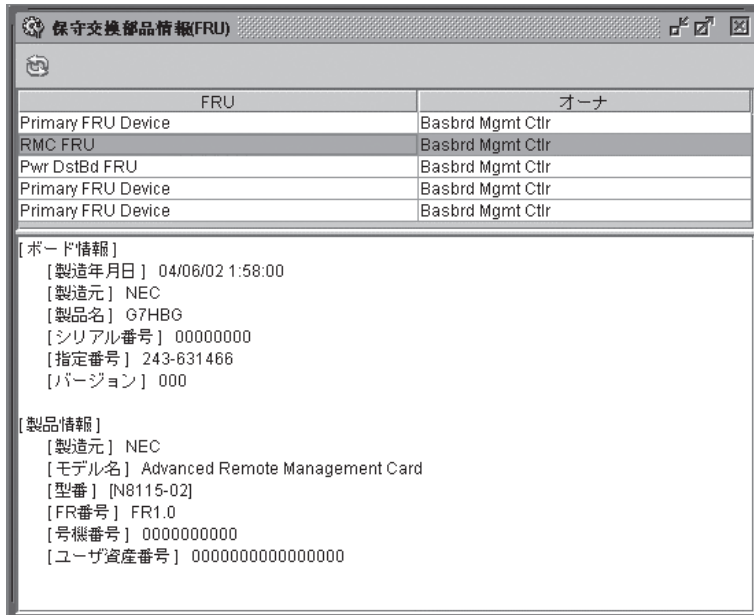 保守交換部品情報(FRU)
FRU オーナ
Primary FRU Device Basbrd Mgmt Ctlr
RMC FRU Basbrd Mgmt Ctlr
Pwr DstBd FRU Basbrd Mgmt Ctlr
Primary FRU Device Basbrd Mgmt Ctlr
Primary FRU Device Basbrd Mgmt Ctlr
[ボード情報]
[製造年月日] 04/06/02 1:58:00
[製造元] NEC
[製品名] G7HBG
[シリアル番号] 00000000
[指定番号] 243-631466
[バージョン] 000
[製品情報]
[製造元] NEC
[モデル名] Advanced Remote Management Card
[型番] [N8115-02]
[FR番号] FR1.0
[号機番号] 0000000000
[ユーザ資産番号] 0000000000000000